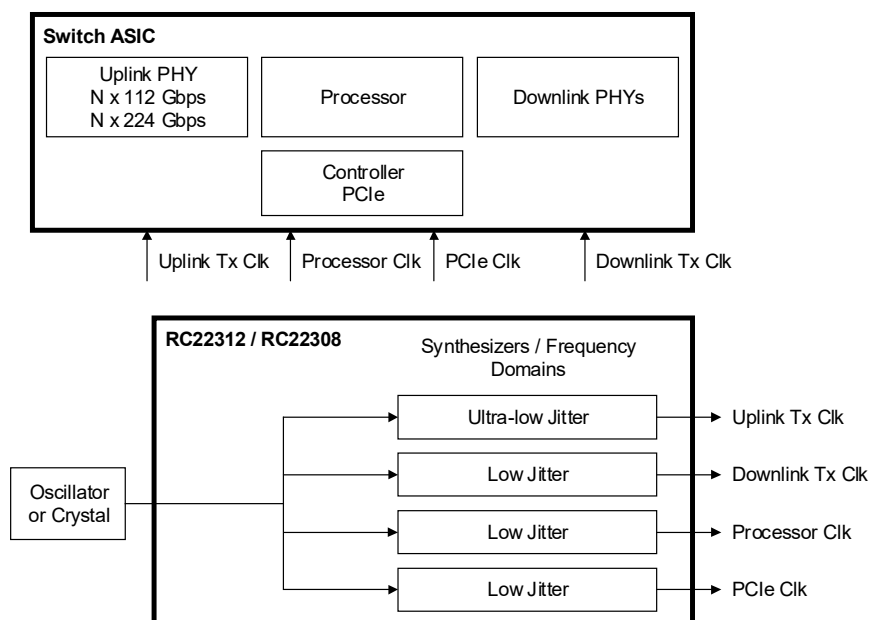 Switch ASIC
Uplink PHY
N x 112 Gbps
N x 224 Gbps
Processor
Downlink PHYs
Controller
PCIe
Uplink Tx Clk
Processor Clk
PCIe Clk
Downlink Tx Clk
RC22312 / RC22308
Synthesizers / Frequency
Domains
Ultra-low Jitter
Uplink Tx Clk
Low Jitter
Downlink Tx Clk
Oscillator
or Crystal
Low Jitter
Processor Clk
Low Jitter
PCIe Clk